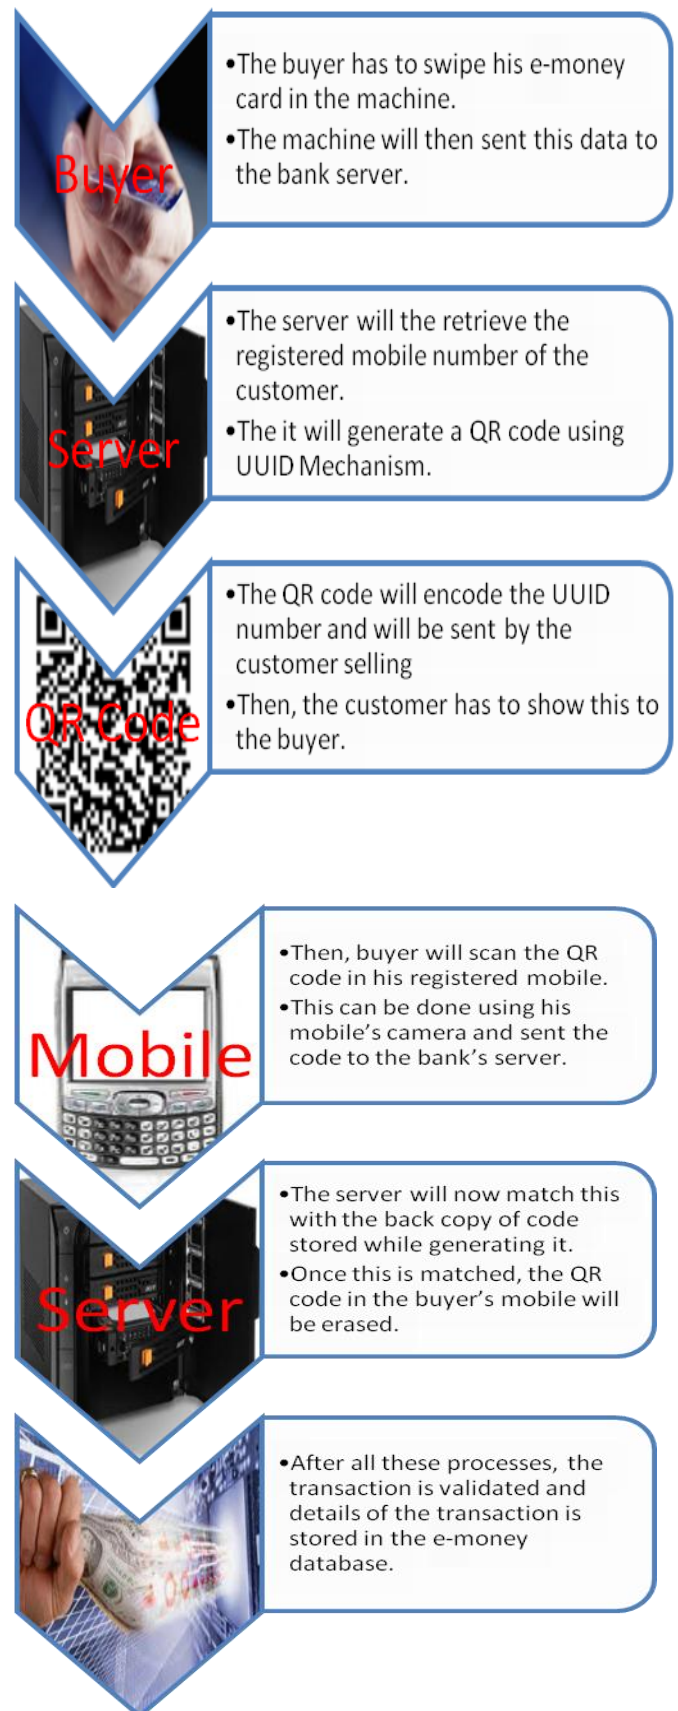 Buyer
•The buyer has to swipe his e-money
card in the machine.
•The machine will then sent this data to
the bank server.
Server
•The server will the retrieve the
registered mobile number of the
customer.
•The it will generate a QR code using
UUID Mechanism.
QR Code
•The QR code will encode the UUID
number and will be sent by the
customer selling
•Then, the customer has to show this to
the buyer.
Mobile
•Then, buyer will scan the QR
code in his registered mobile.
•This can be done using his
mobile's camera and sent the
code to the bank's server.
Server
•The server will now match this
with the back copy of code
stored while generating it.
•Once this is matched, the QR
code in the buyer's mobile will
be erased.
•After all these processes, the
transaction is validated and
details of the transaction is
stored in the e-money
database.